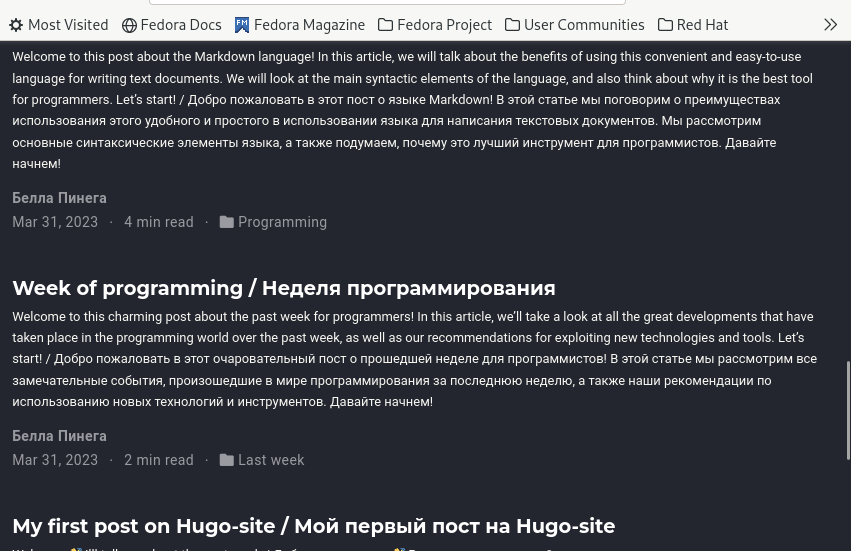 Most Visited Fedora Docs Fedora Magazine Fedora Project User Communities Red Hat
Welcome to this post about the Markdown language! In this article, we will talk about the benefits of using this convenient and easy-to-use
language for writing text documents. We will look at the main syntactic elements of the language, and also think about why it is the best tool
for programmers. Let’s start! / Добро пожаловать в этот пост о языке Markdown! В этой статье мы поговорим о преимуществах
использования этого удобного и простого в использовании языка для написания текстовых документов. Мы рассмотрим
основные синтаксические элементы языка, а также подумаем, почему это лучший инструмент для программистов. Давайте
начнем!
Белла Пинега
Mar 31, 2023 · 4 min read · Programming
Week of programming / Неделя программирования
Welcome to this charming post about the past week for programmers! In this article, we’ll take a look at all the great developments that have
taken place in the programming world over the past week, as well as our recommendations for exploiting new technologies and tools. Let’s
start! / Добро пожаловать в этот очаровательный пост о прошедшей неделе для программистов! В этой статье мы рассмотрим все
замечательные события, произошедшие в мире программирования за последнюю неделю, а также наши рекомендации по
использованию новых технологий и инструментов. Давайте начнем!
Белла Пинега
Mar 31, 2023 · 2 min read · Last week
My first post on Hugo-site / Мой первый пост на Hugo-site